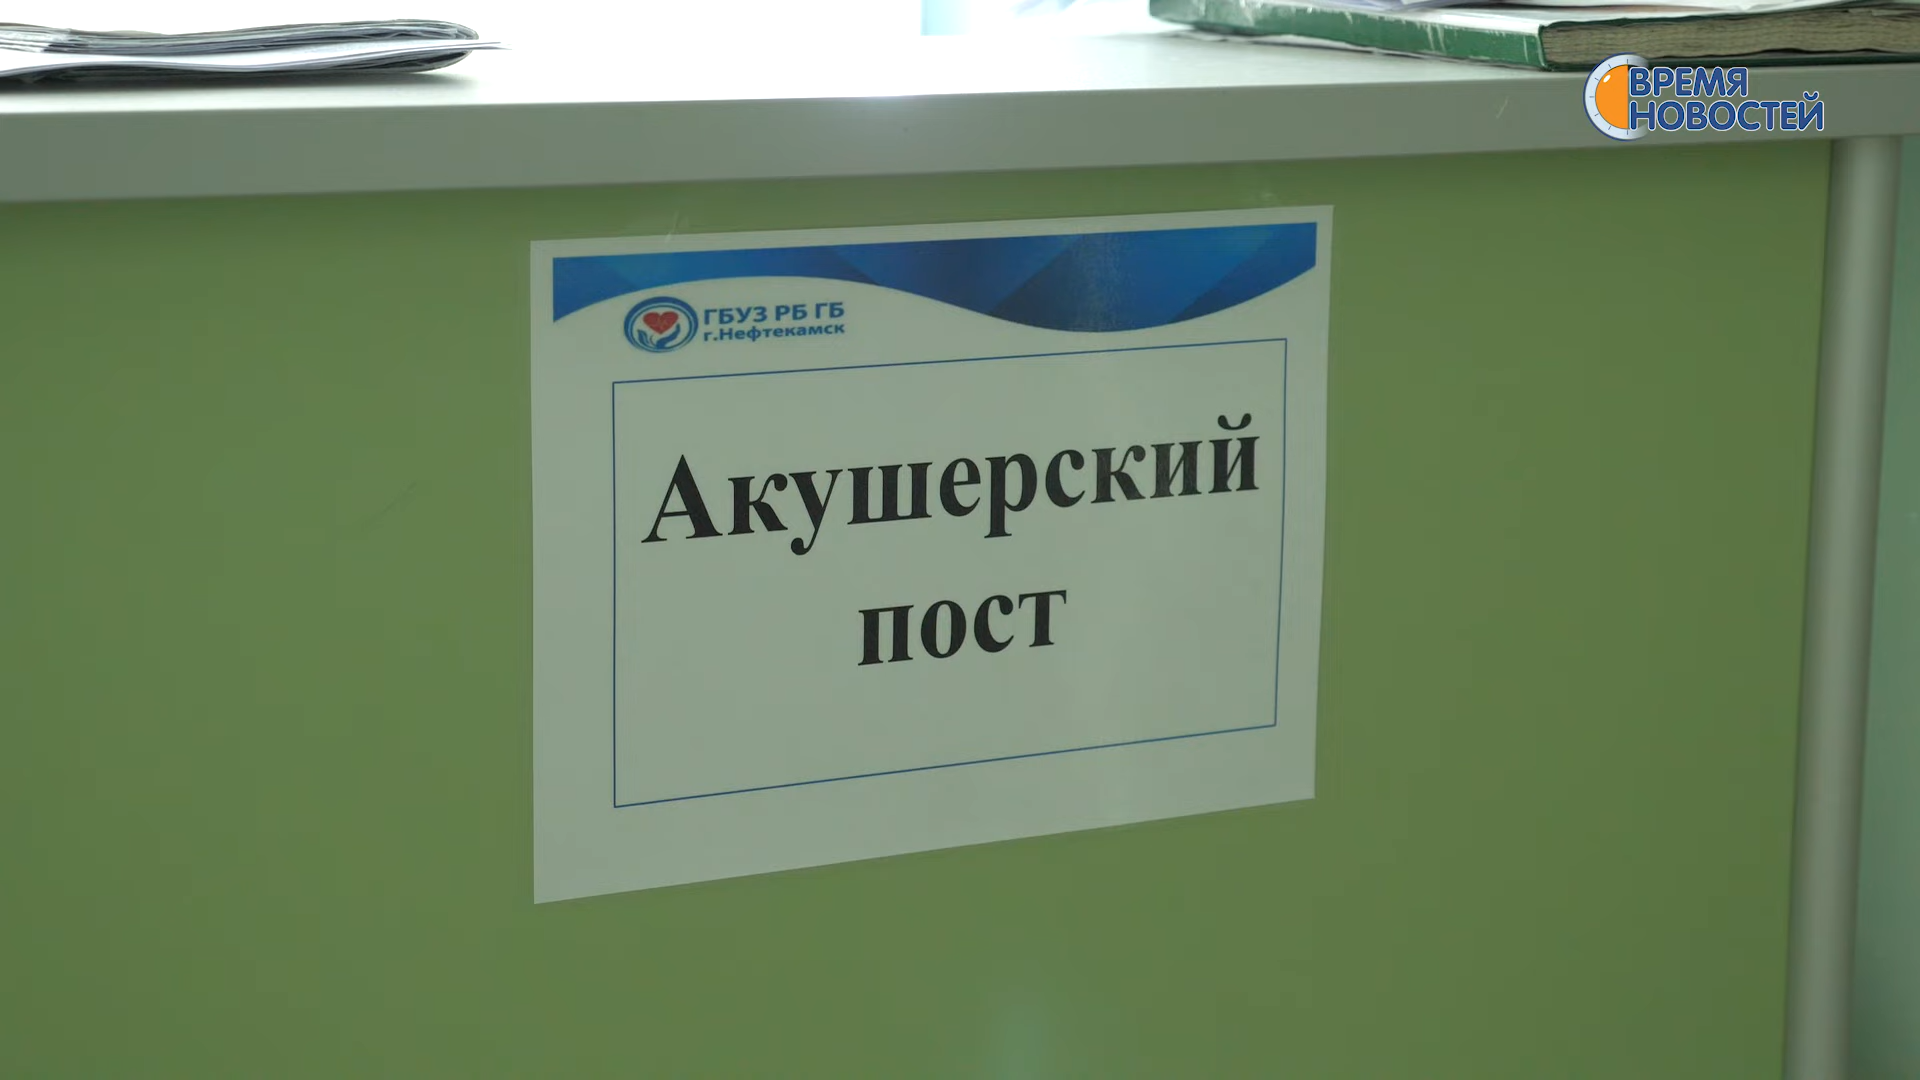 ВРЕМЯ
НОВОСТЕЙ
ГБУЗ РБ ГБ
г.Нефтекамск
Акушерский
пост